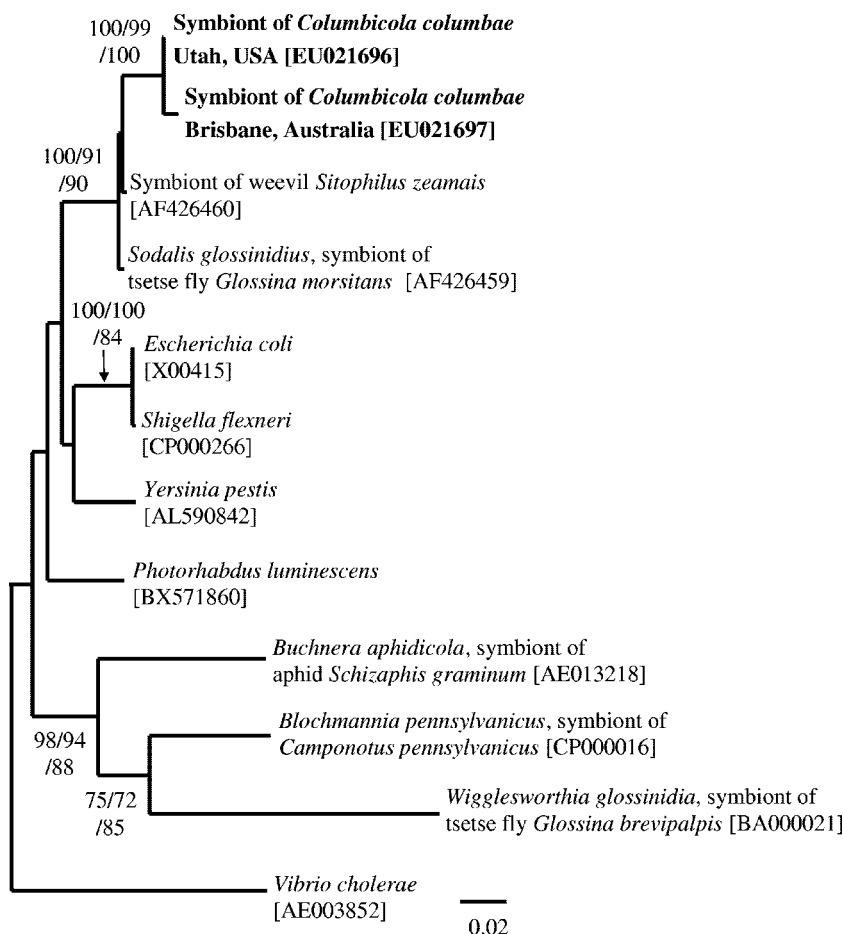 100/99
/100
Symbiont of Columbicola columbae
Utah, USA [EU021696]
Symbiont of Columbicola columbae
Brisbane, Australia [EU021697]
100/91
/90
Symbiont of weevil Sitophilus zeamais
[AF426460]
Sodalis glossinidius, symbiont of
tsetse fly Glossina morsitans [AF426459]
100/100
/84
Escherichia coli
[X00415]
Shigella flexneri
[CP000266]
Yersinia pestis
[AL590842]
Photorhabdus luminescens
[BX571860]
Buchnera aphidicola, symbiont of
aphid Schizaphis graminum [AE013218]
98/94
/88
Blochmannia pennsylvanicus, symbiont of
Camponotus pennsylvanicus [CP000016]
75/72
/85
Wigglesworthia glossinidia, symbiont of
tsetse fly Glossina brevipalpis [BA000021]
Vibrio cholerae
[AE003852]
0.02